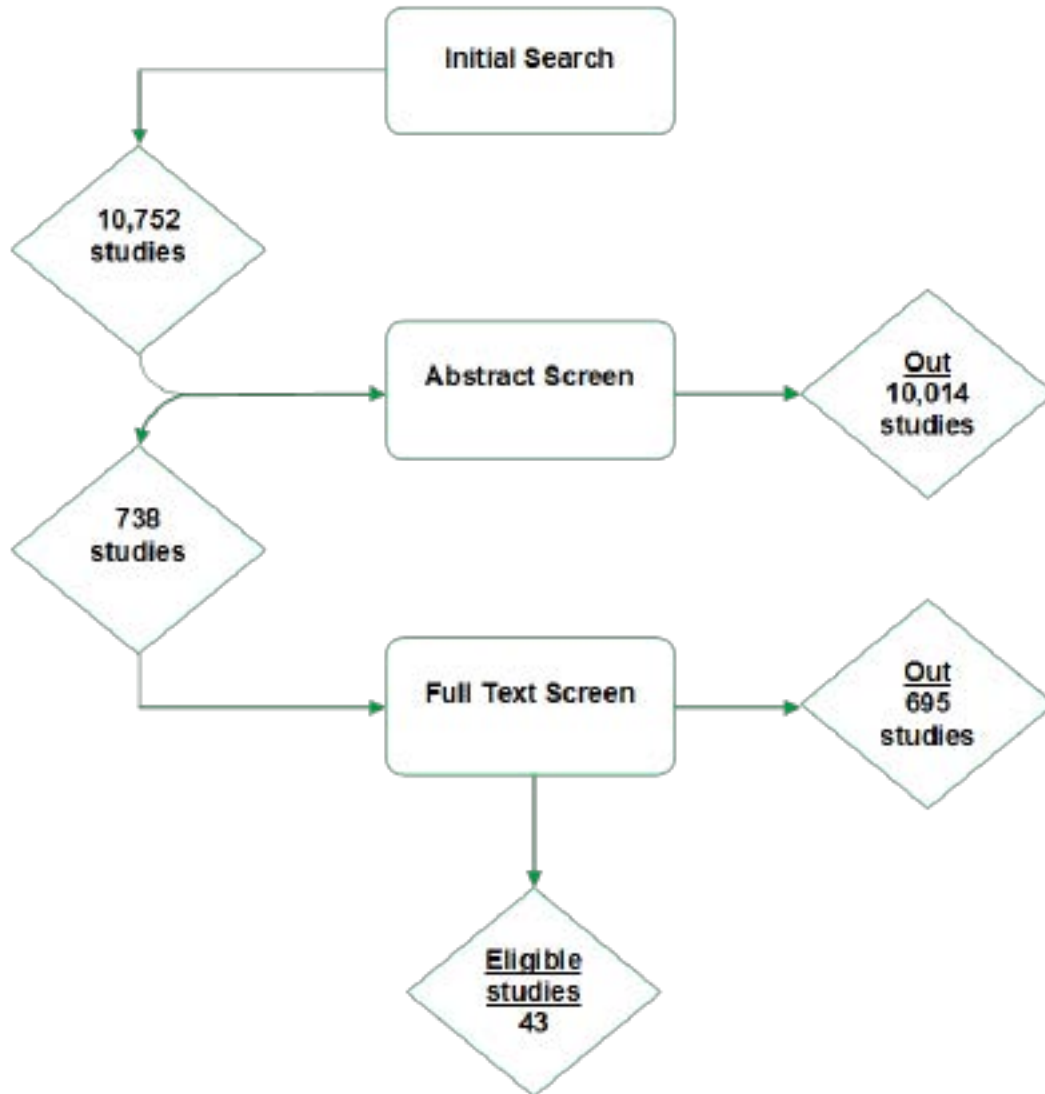 Initial Search
10,752
studies
Abstract Screen
Out
10,014
studies
738
studies
Full Text Screen
Out
695
studies
Eligible
studies
43